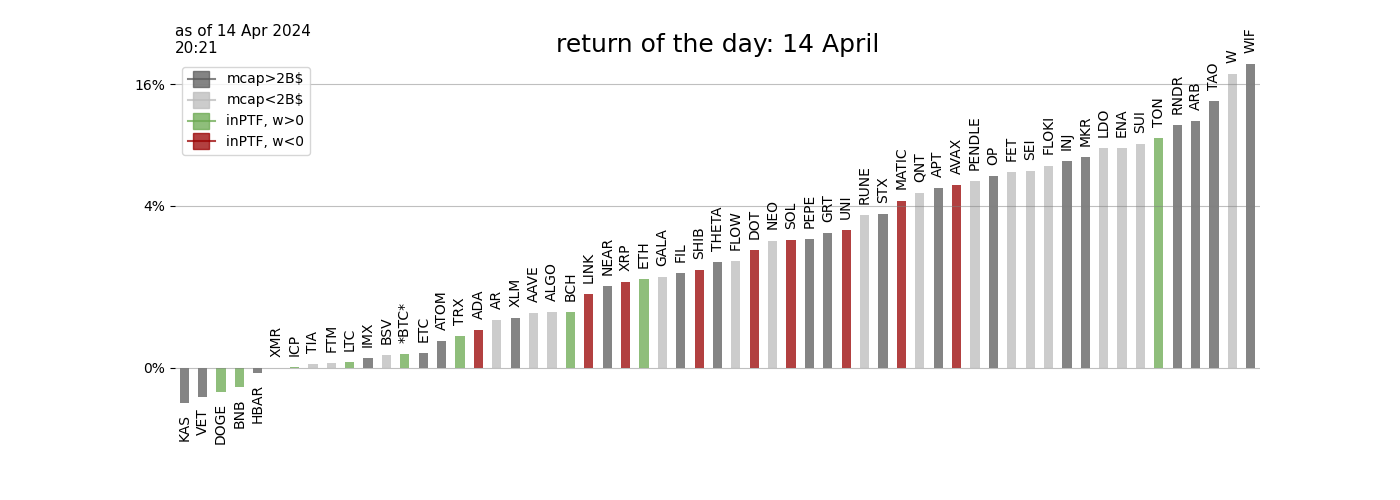 as of 14 Apr 2024
20:21
return of the day: 14 April
mcap>2B$
mcap<2B$
inPTF, w>0
inPTF, w<0
16%
4%
0%
KAS
VET
DOGE
BNB
HBAR
XMR
ICP
TIA
FTM
LTC
IMX
BSV
*BTC*
ETC
ATOM
TRX
ADA
AR
XLM
AAVE
ALGO
BCH
LINK
NEAR
XRP
ETH
GALA
FIL
SHIB
THETA
FLOW
DOT
NEO
SOL
PEPE
GRT
UNI
RUNE
STX
MATIC
QNT
APT
AVAX
PENDLE
OP
FET
SEI
FLOKI
INJ
MKR
LDO
ENA
SUI
TON
RNDR
ARB
TAO
W
WIF